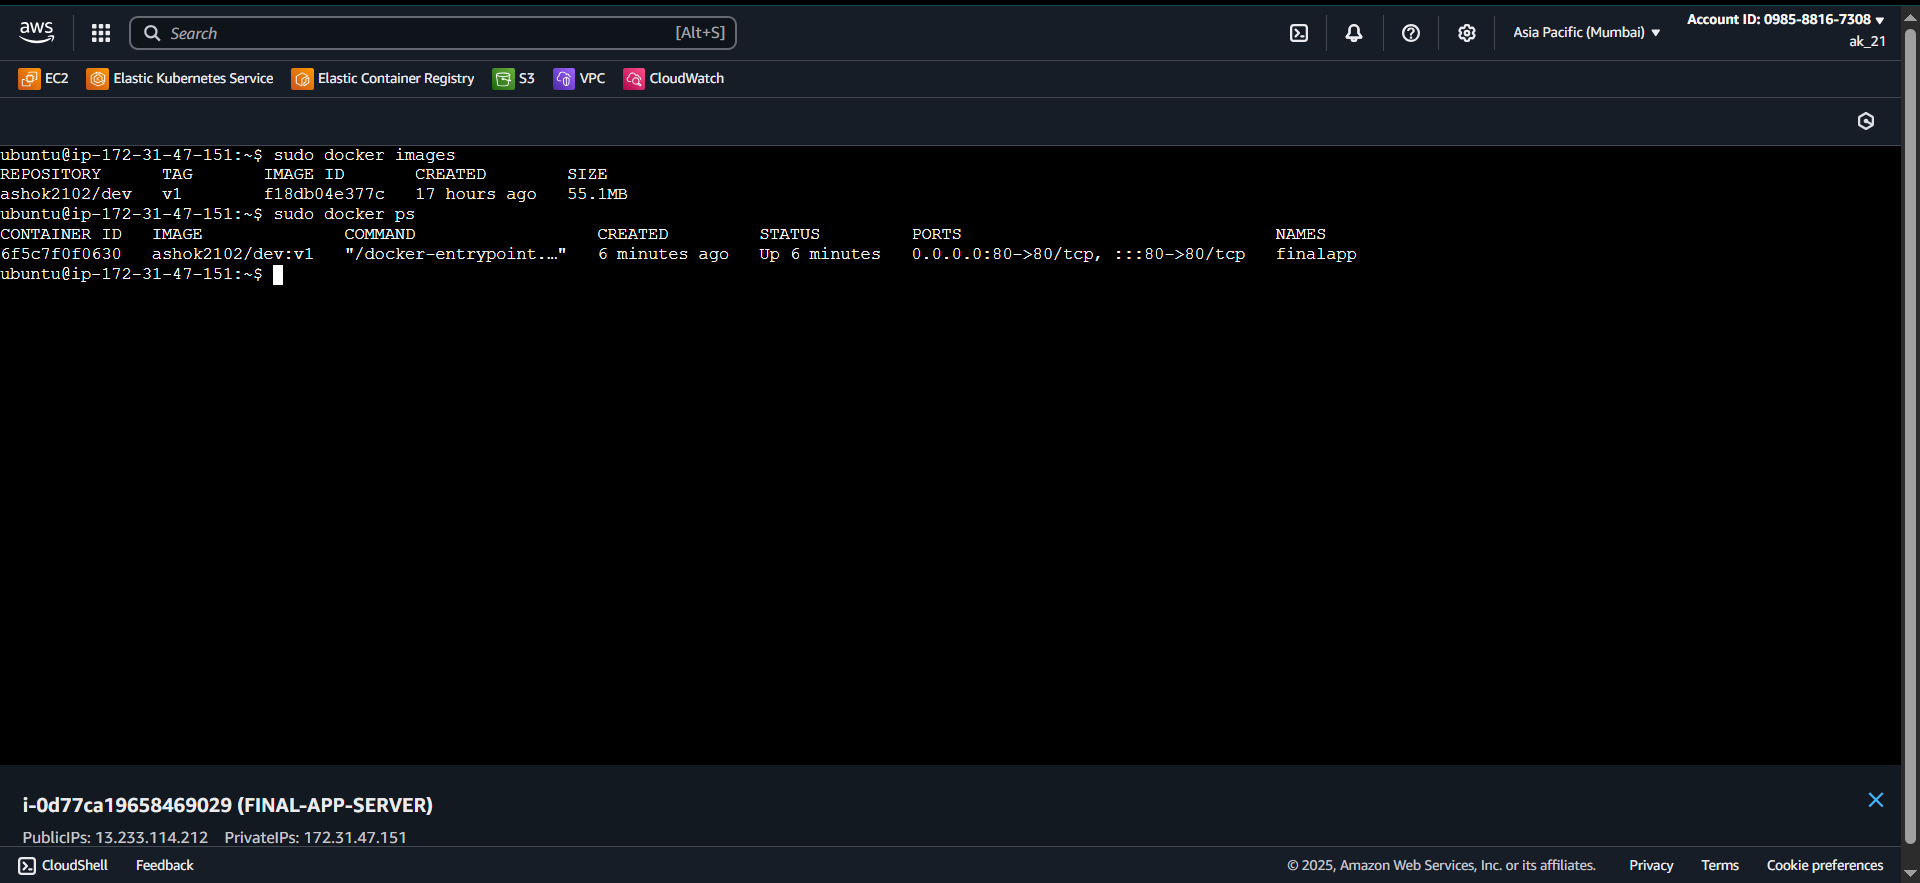 aws
Search [Alt+S]
Asia Pacific (Mumbai) ▼
Account ID: 0985-8816-7308 ▼
ak_21
EC2 Elastic Kubernetes Service Elastic Container Registry S3 VPC CloudWatch
ubuntu@ip-172-31-47-151:~$ sudo docker images
REPOSITORY TAG IMAGE ID CREATED SIZE
ashok2102/dev v1 f18db04e377c 17 hours ago 55.1MB
ubuntu@ip-172-31-47-151:~$ sudo docker ps
CONTAINER ID IMAGE COMMAND CREATED STATUS PORTS NAMES
6f5c7f0f0630 ashok2102/dev:v1 "/docker-entrypoint.…" 6 minutes ago Up 6 minutes 0.0.0.0:80->80/tcp, :::80->80/tcp finalapp
ubuntu@ip-172-31-47-151:~$
i-0d77ca19658469029 (FINAL-APP-SERVER)
PublicIPs: 13.233.114.212 PrivateIPs: 172.31.47.151
CloudShell Feedback © 2025, Amazon Web Services, Inc. or its affiliates. Privacy Terms Cookie preferences